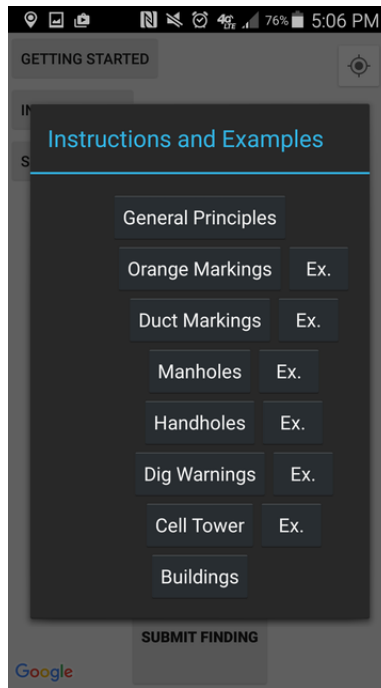 76% 5:06 PM
GETTING STARTED
IN
S
Instructions and Examples
General Principles
Orange Markings Ex.
Duct Markings Ex.
Manholes Ex.
Handholes Ex.
Dig Warnings Ex.
Cell Tower Ex.
Buildings
SUBMIT FINDING
Google